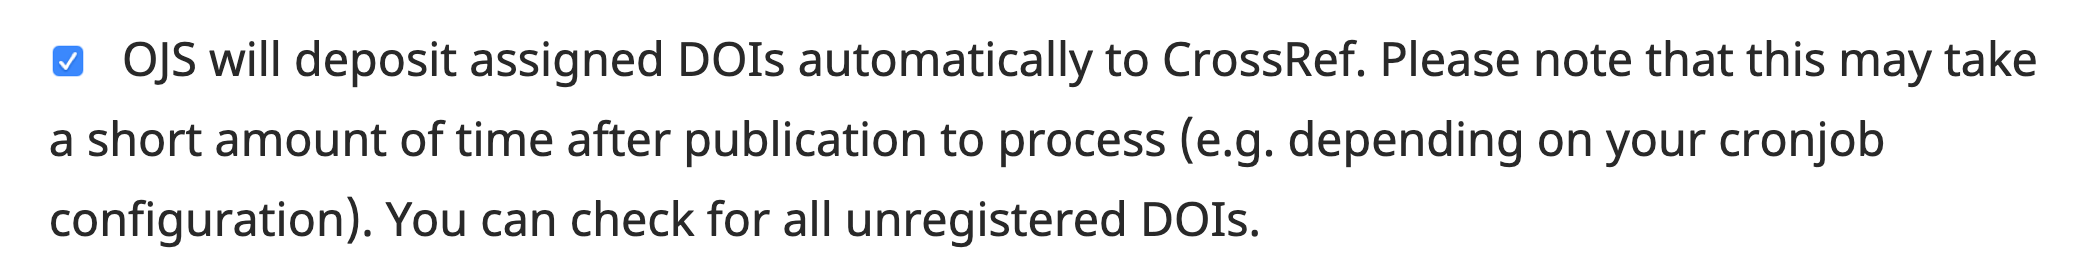 OJS will deposit assigned DOIs automatically to CrossRef. Please note that this may take
a short amount of time after publication to process (e.g. depending on your cronjob
configuration). You can check for all unregistered DOIs.